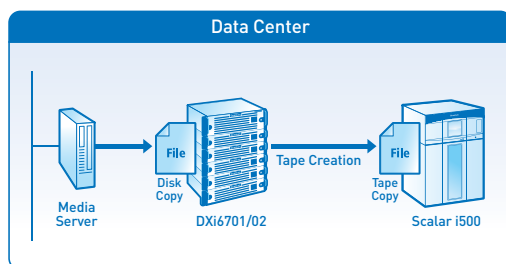 Data Center
File
Disk
Copy
Tape Creation
File
Tape
Copy
Media
Server
DXi6701/02
Scalar i500